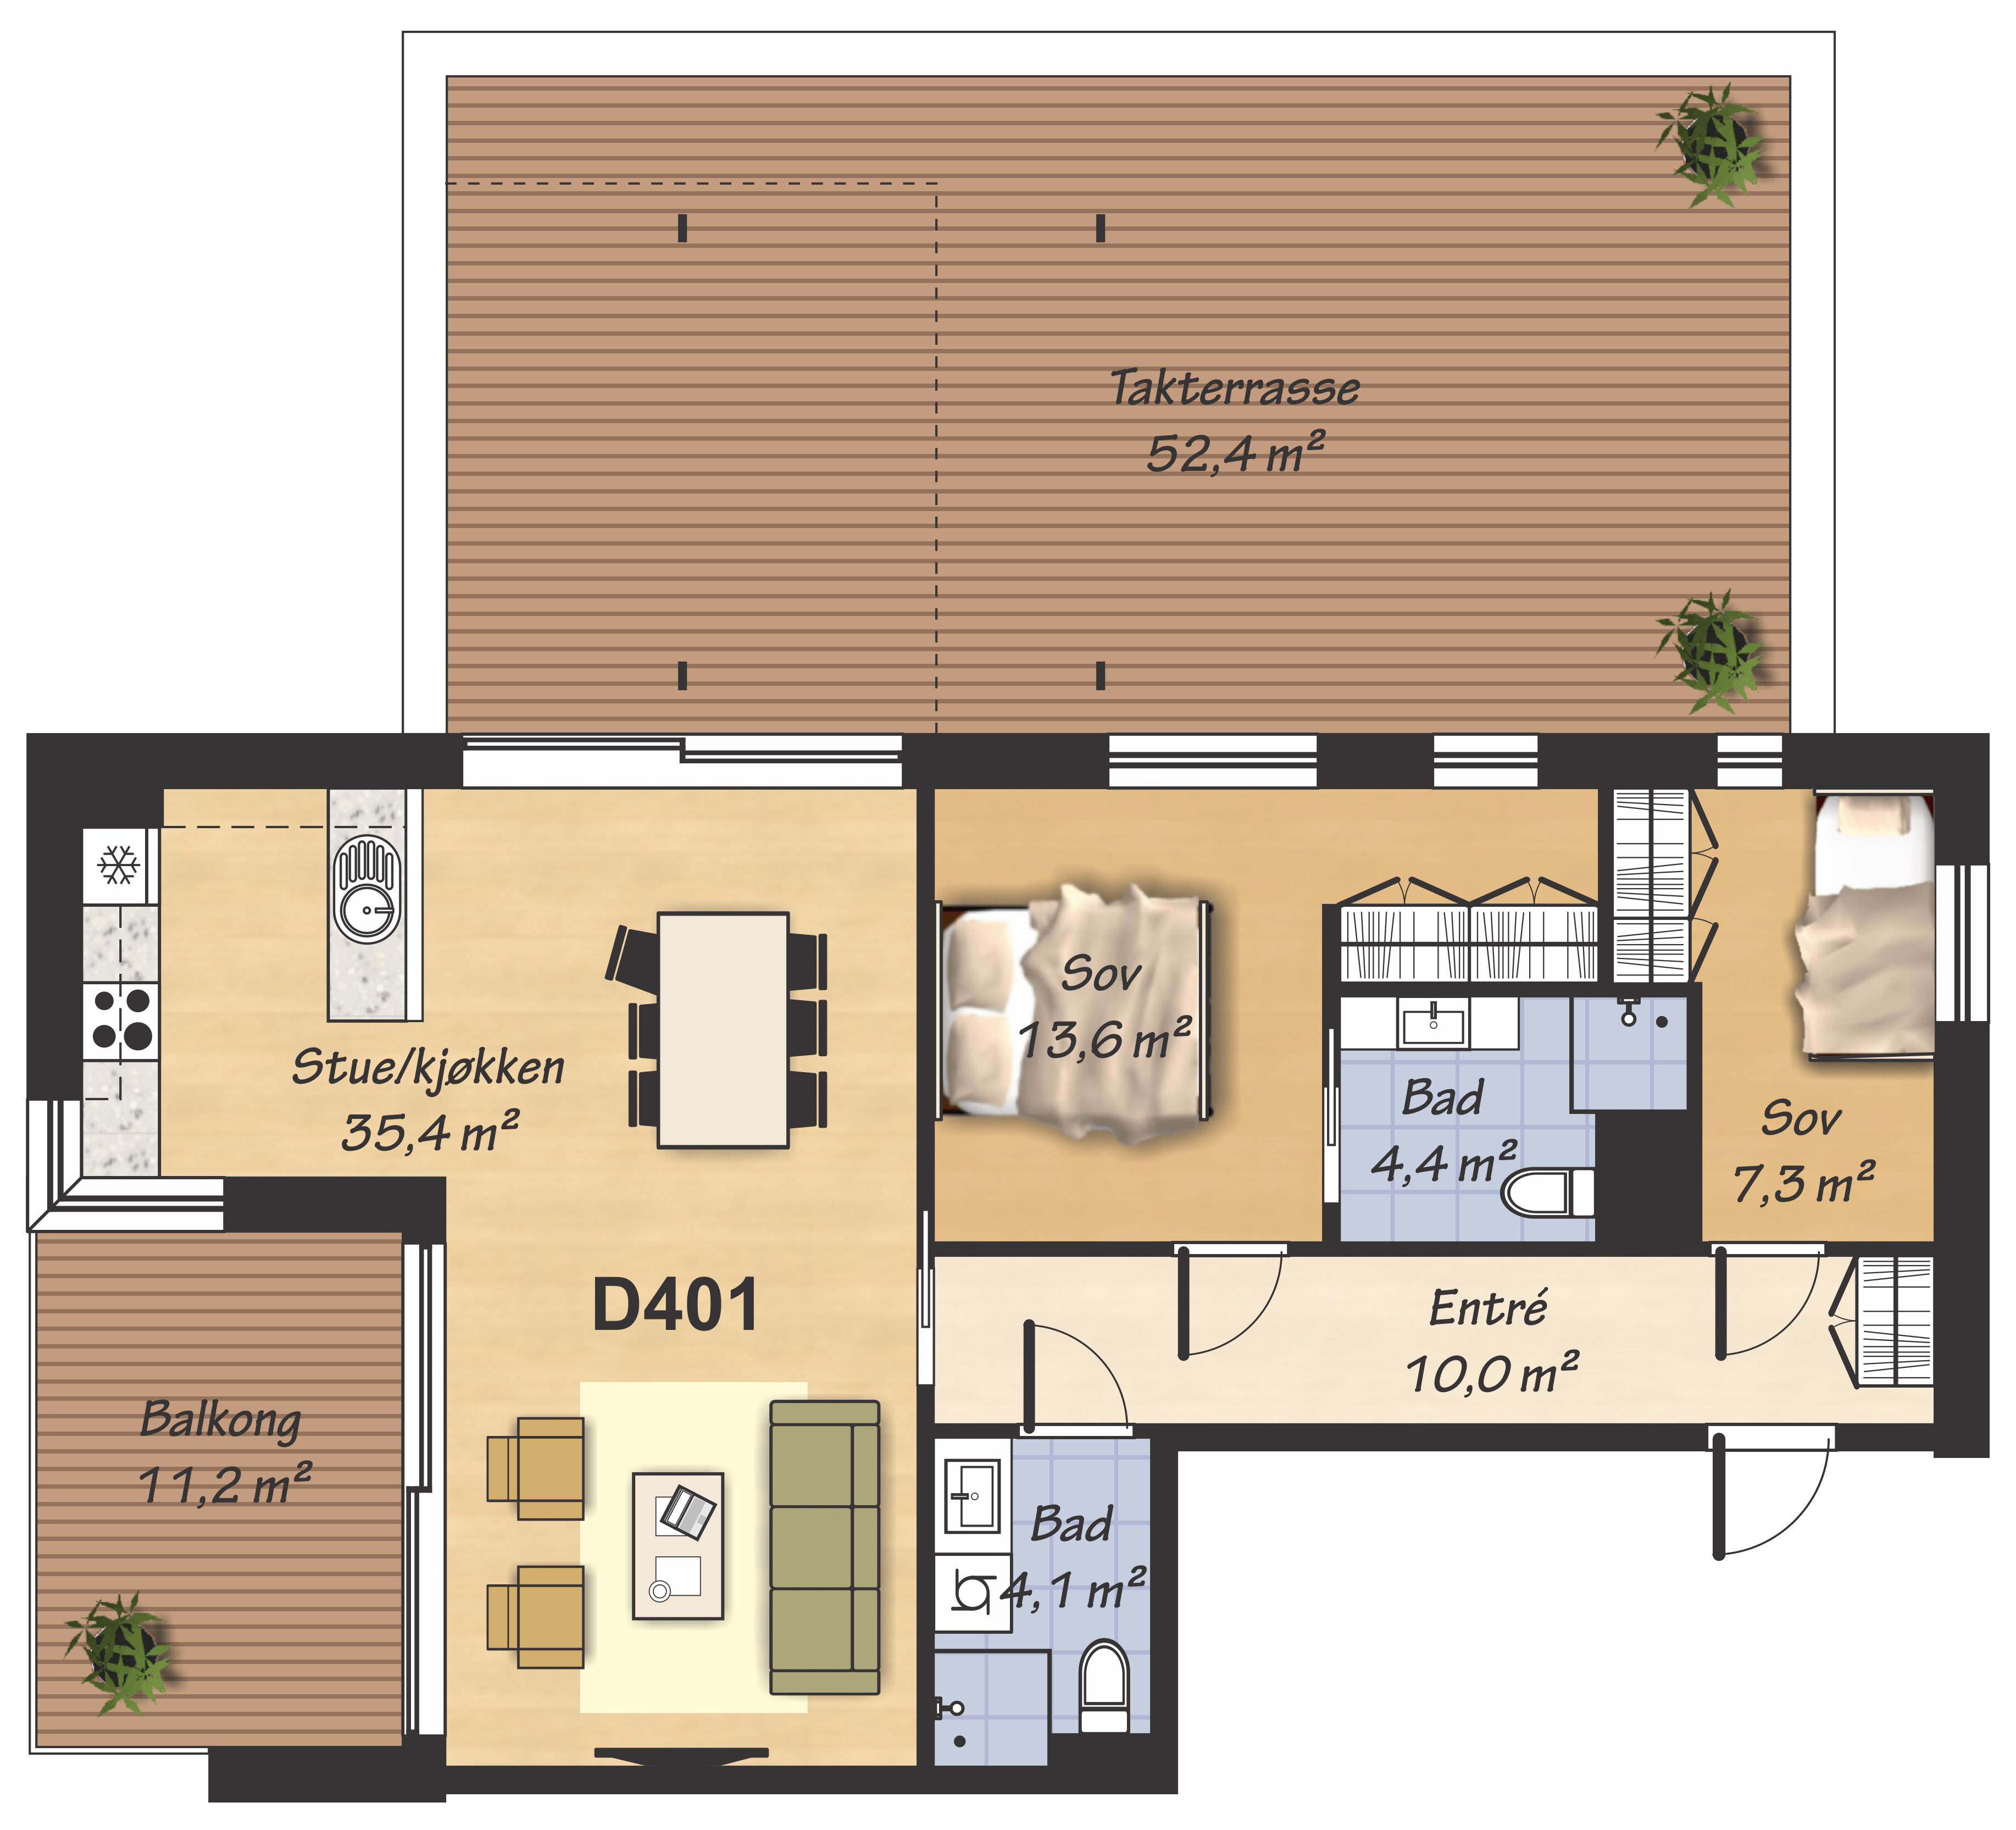 Takterrasse
52,4 m²
Sov
13,6 m²
Stue/kjøkken
35,4 m²
Bad
4,4 m²
Sov
7,3 m²
D401
Entré
10,0 m²
Balkong
11,2 m²
Bad
4,1 m²